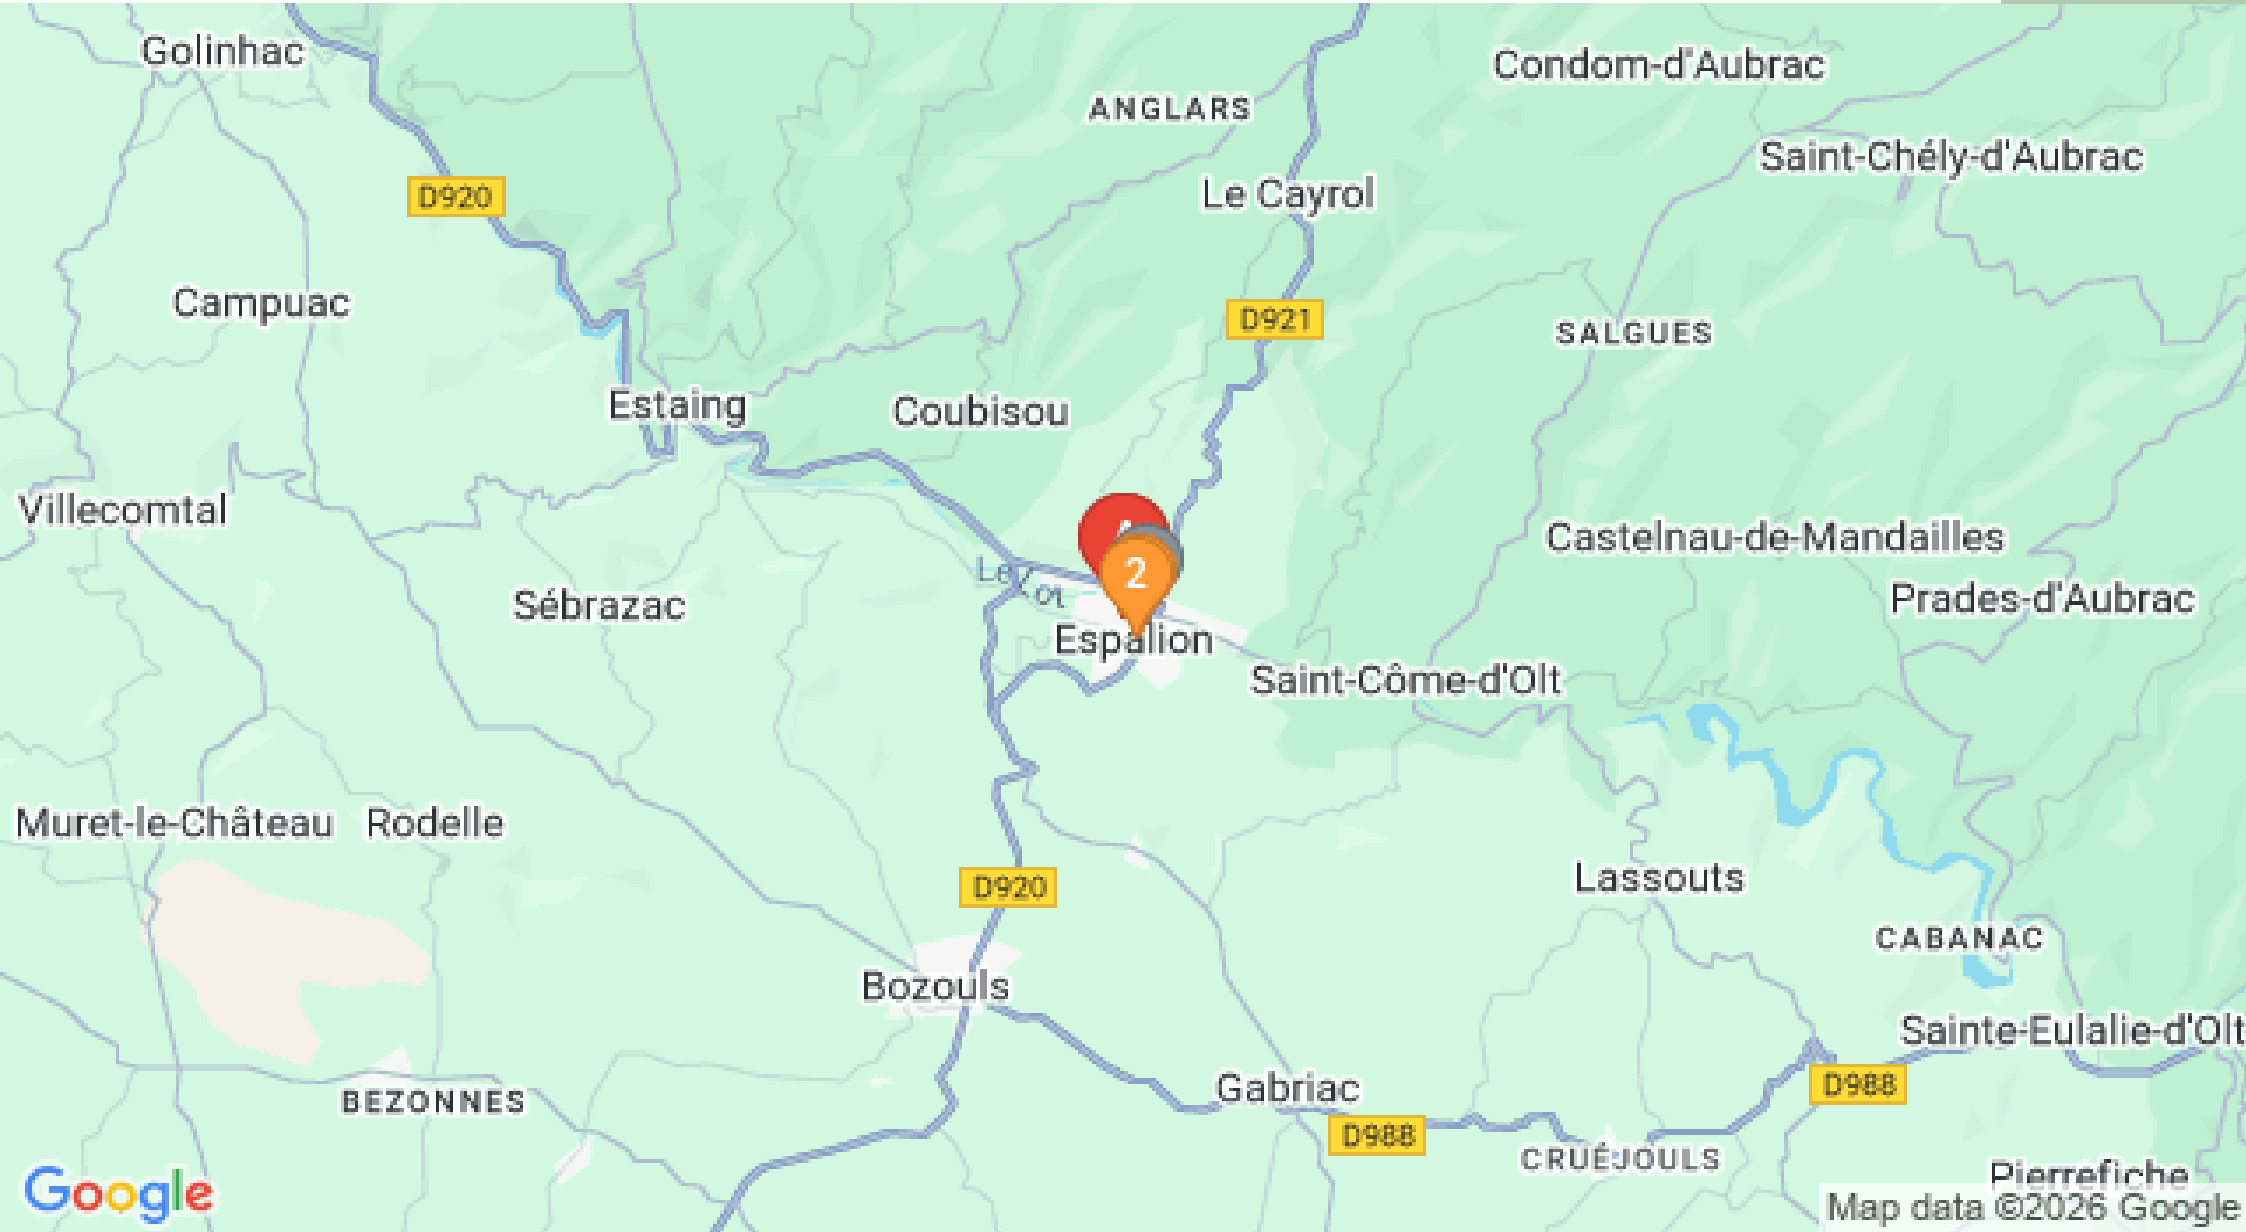 Golinhac
Condom-d'Aubrac
ANGLARS
Saint-Chély-d'Aubrac
D920
Le Cayrol
Campuac
D921
SALGUES
Estaing
Coubisou
Villecomtal
Castelnau-de-Mandailles
Le
ot
2
Sébrazac
Prades-d'Aubrac
Espalion
Saint-Côme-d'Olt
Muret-le-Château
Rodelle
D920
Lassouts
CABANAC
Bozouls
Sainte-Eulalie-d'Olt
Gabriac
D988
BEZONNES
D988
CRUÉJOULS
Pierrefiche
Google
Map data ©2026 Google